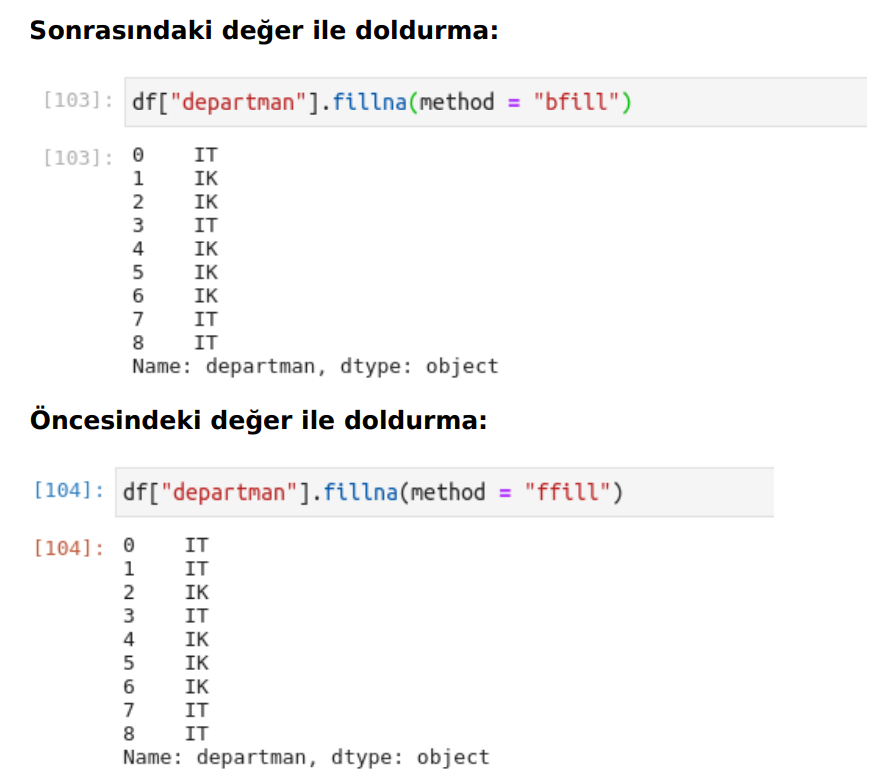 Sonrasındaki değer ile doldurma:
[103]: df["departman"].fillna(method = "bfill")
[103]: 0 IT
1 IK
2 IK
3 IT
4 IK
5 IK
6 IK
7 IT
8 IT
Name: departman, dtype: object
Öncesindeki değer ile doldurma:
[104]: df["departman"].fillna(method = "ffill")
[104]: 0 IT
1 IT
2 IK
3 IT
4 IK
5 IK
6 IK
7 IT
8 IT
Name: departman, dtype: object